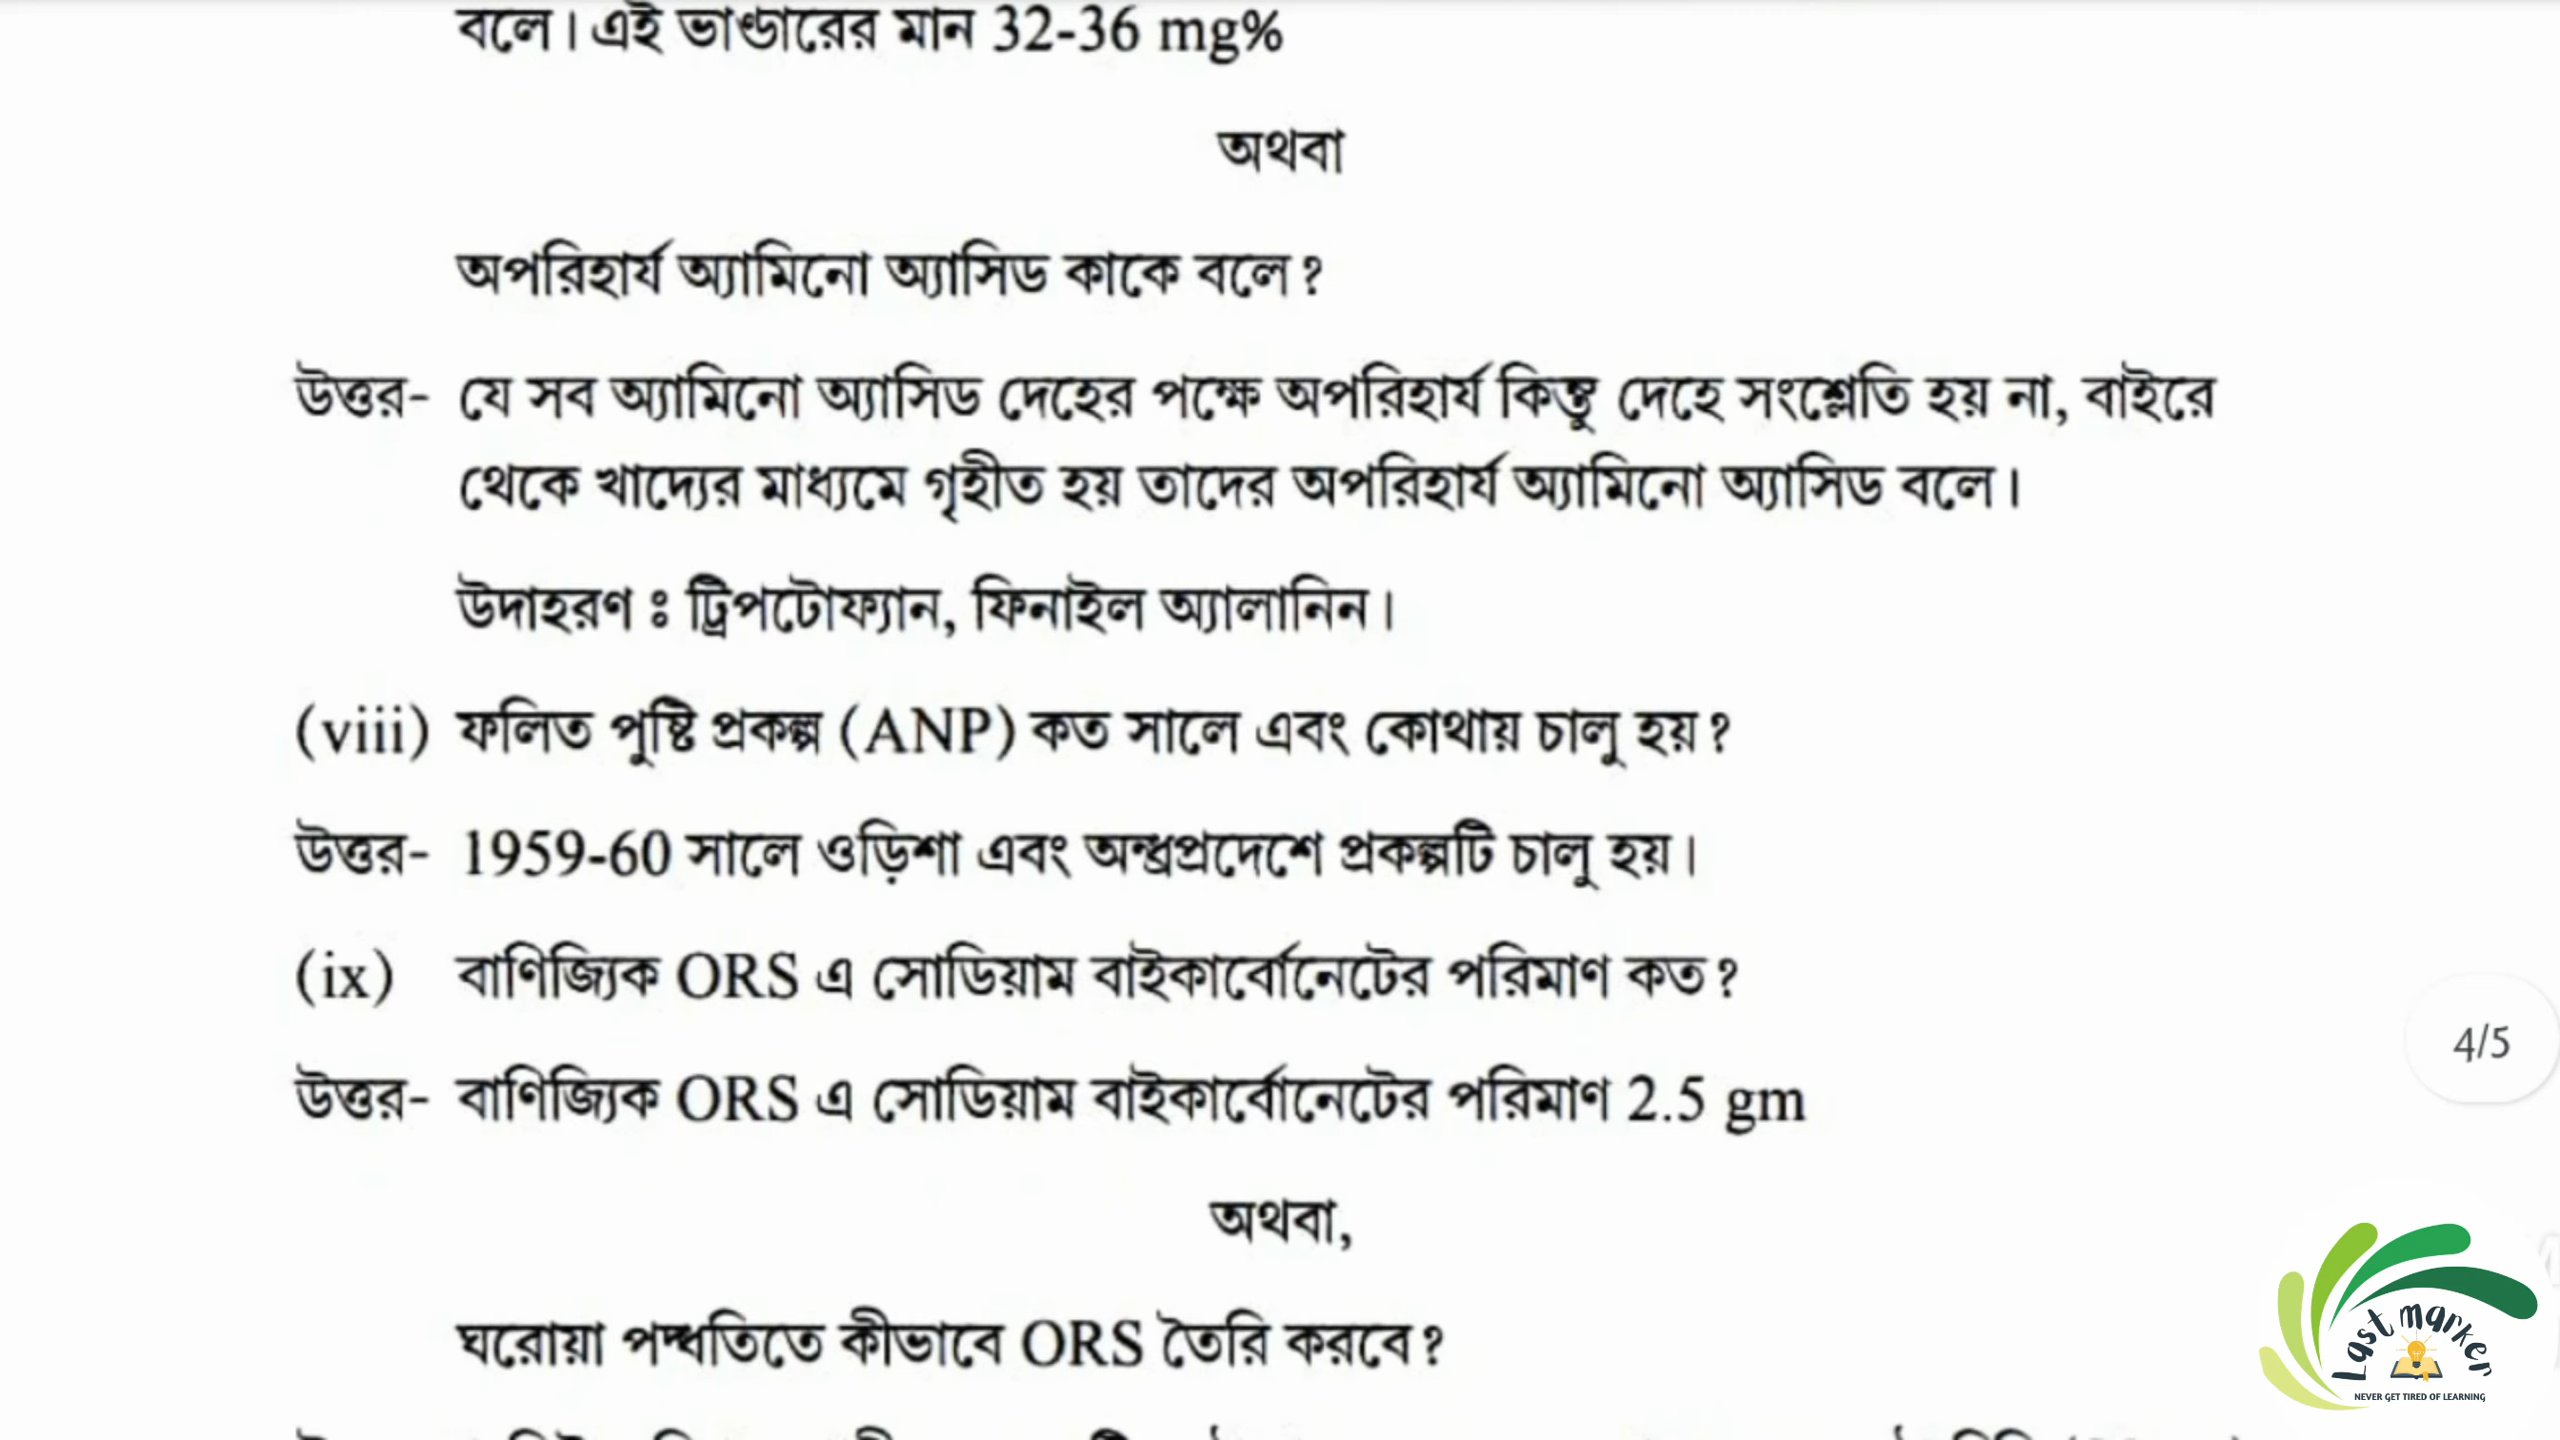 বলে। এই ভাণ্ডারের মান 32-36 mg%
অথবা
অপরিহার্য অ্যামিনো অ্যাসিড কাকে বলে?
উত্তর- যে সব অ্যামিনো অ্যাসিড দেহের পক্ষে অপরিহার্য কিন্তু দেহে সংশ্লেতি হয় না, বাইরে
থেকে খাদ্যের মাধ্যমে গৃহীত হয় তাদের অপরিহার্য অ্যামিনো অ্যাসিড বলে।
উদাহরণ ঃ ট্রিপটোফ্যান, ফিনাইল অ্যালানিন।
(viii) ফলিত পুষ্টি প্রকল্প (ANP) কত সালে এবং কোথায় চালু হয়?
উত্তর- 1959-60 সালে ওড়িশা এবং অন্ধ্রপ্রদেশে প্রকল্পটি চালু হয়।
(ix) বাণিজ্যিক ORS এ সোডিয়াম বাইকার্বোনেটের পরিমাণ কত?
উত্তর- বাণিজ্যিক ORS এ সোডিয়াম বাইকার্বোনেটের পরিমাণ 2.5 gm
অথবা,
ঘরোয়া পদ্ধতিতে কীভাবে ORS তৈরি করবে?
4/5
Last marker
NEVER GET TIRED OF LEARNING